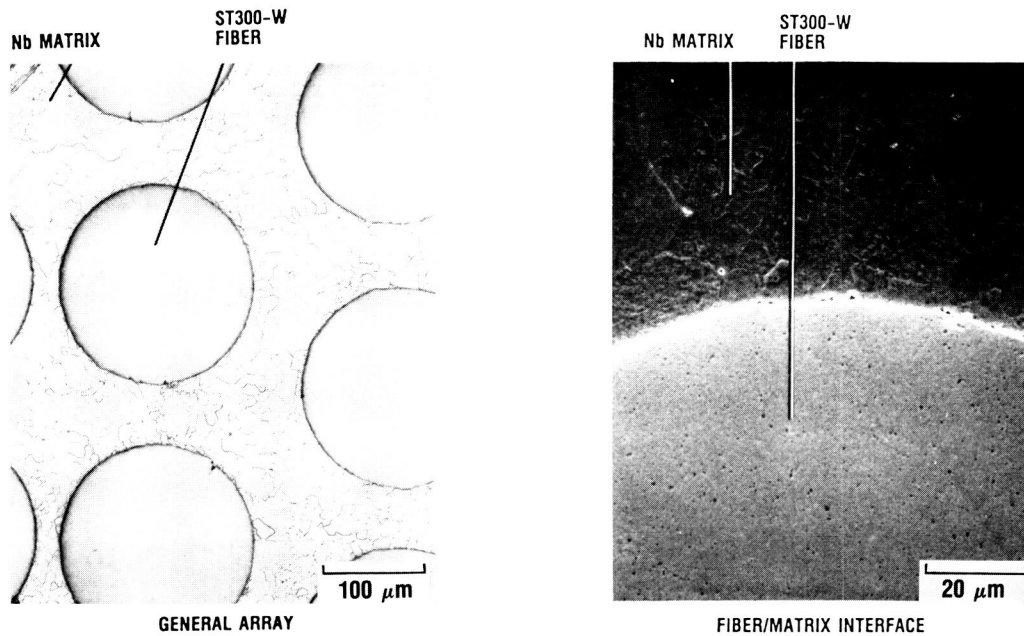 Nb MATRIX
ST300-W
FIBER
100 μm
GENERAL ARRAY
Nb MATRIX
ST300-W
FIBER
20 μm
FIBER/MATRIX INTERFACE